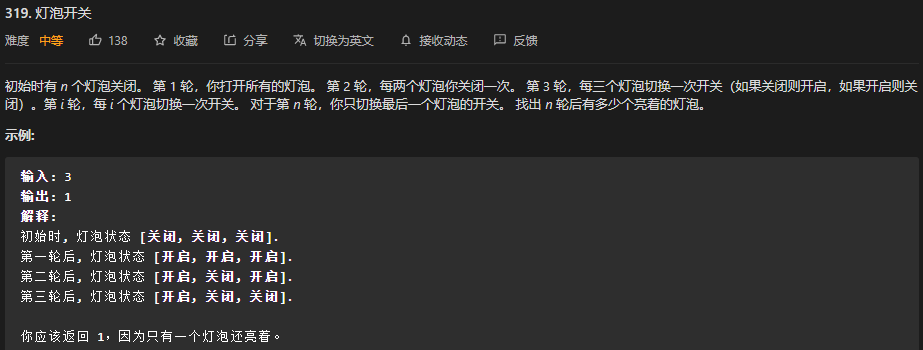 319. 灯泡开关
难度 中等 138 收藏 分享 切换为英文 接收动态 反馈
初始时有 n 个灯泡关闭。 第 1 轮，你打开所有的灯泡。 第 2 轮，每两个灯泡你关闭一次。 第 3 轮，每三个灯泡切换一次开关（如果关闭则开启，如果开启则关
闭）。第 i 轮，每 i 个灯泡切换一次开关。 对于第 n 轮，你只切换最后一个灯泡的开关。 找出 n 轮后有多少个亮着的灯泡。
示例:
输入: 3
输出: 1
解释:
初始时, 灯泡状态 [关闭, 关闭, 关闭].
第一轮后, 灯泡状态 [开启, 开启, 开启].
第二轮后, 灯泡状态 [开启, 关闭, 开启].
第三轮后, 灯泡状态 [开启, 关闭, 关闭].
你应该返回 1，因为只有一个灯泡还亮着。